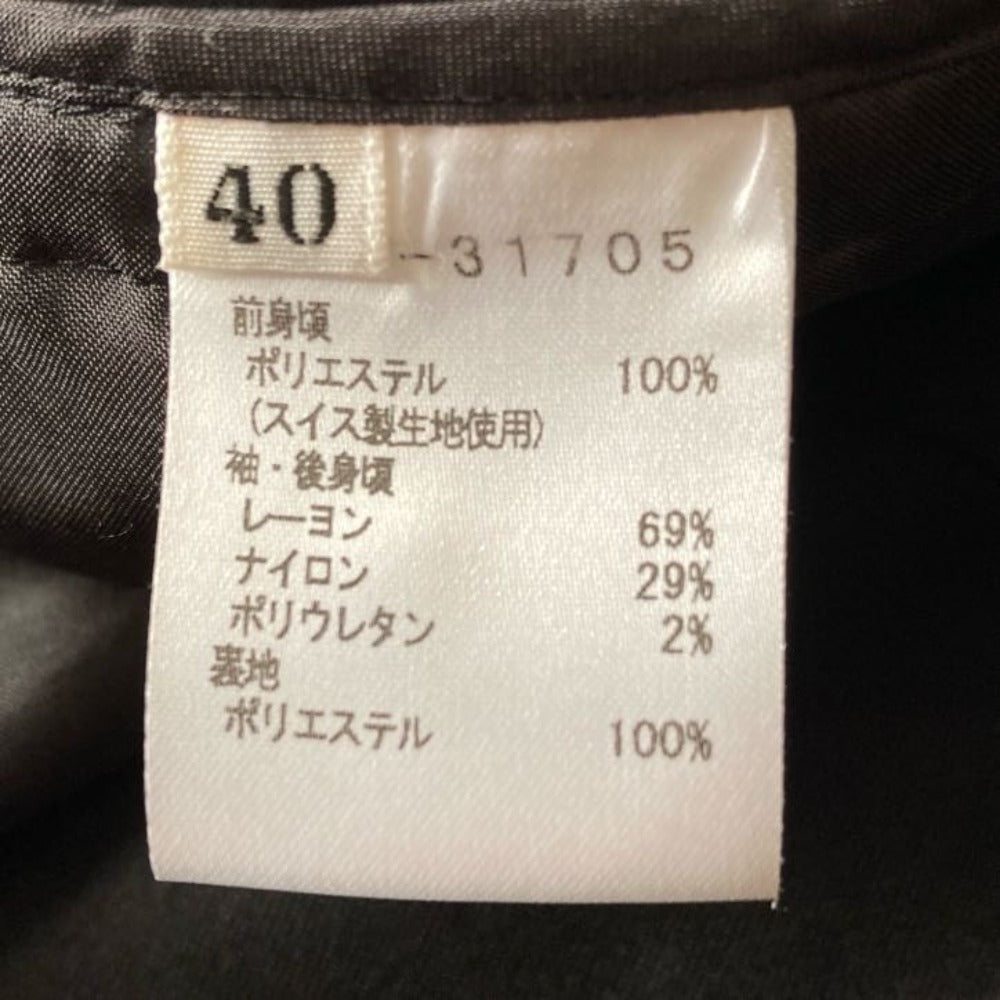 40
-31705
前身頃
ポリエステル 100%
(スイス製生地使用)
袖・後身頃
レーヨン 69%
ナイロン 29%
ポリウレタン 2%
裏地
ポリエステル 100%